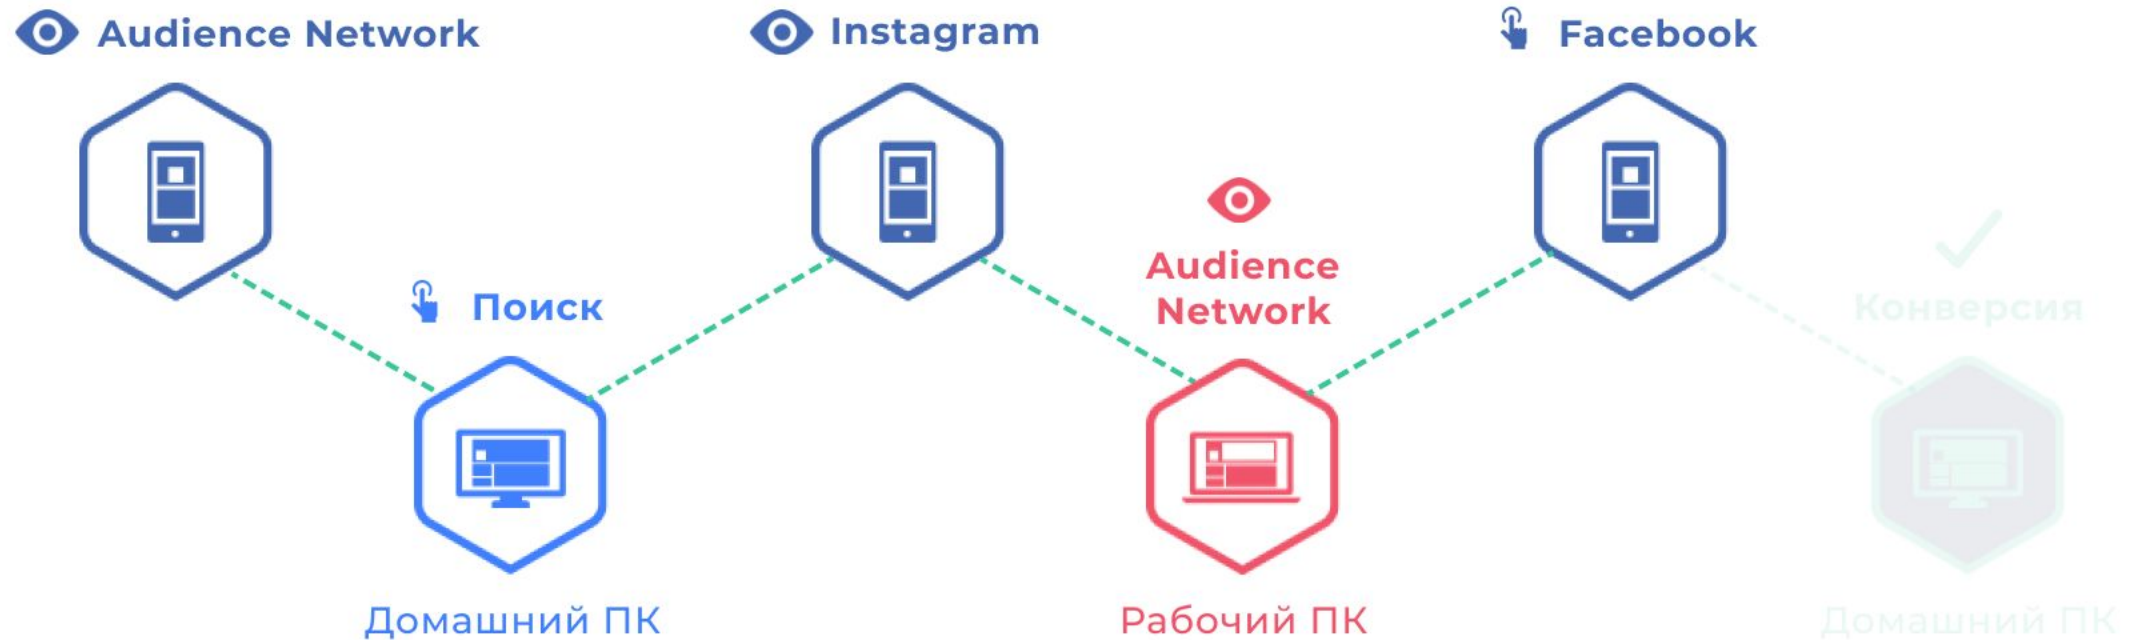 Audience Network
Instagram
Facebook
Audience
Network
Поиск
Конверсия
Домашний ПК
Рабочий ПК
Домашний ПК